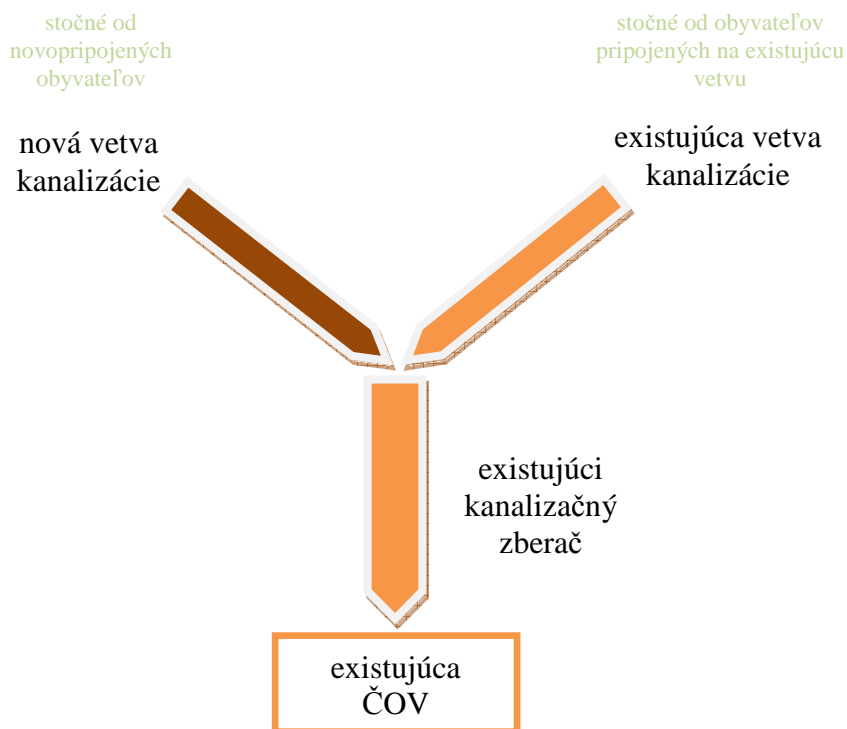 stočné od
novopripojených
obyvateľov
stočné od obyvateľov
pripojených na existujúcu
vetvu
nová vetva
kanalizácie
existujúca vetva
kanalizácie
existujúci
kanalizačný
zberač
existujúca
ČOV